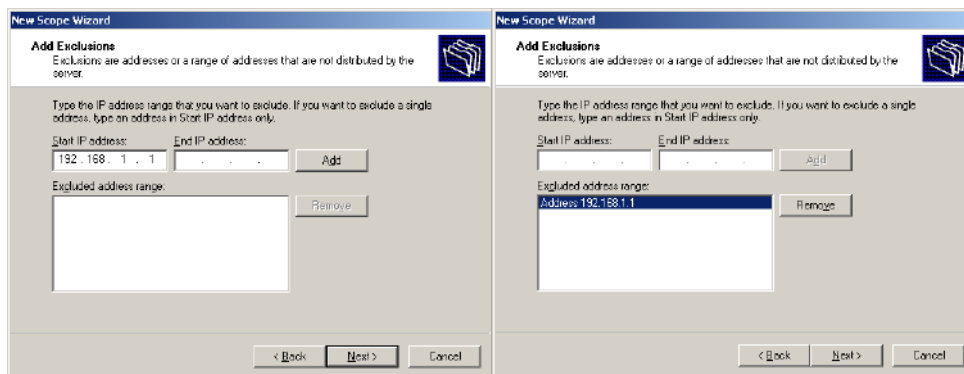 New Scope Wizard
Add Exclusions
Exclusions are addresses or a range of addresses that are not distributed by the
server.
Type the IP address range that you want to exclude. If you want to exclude a single
address, type an address in Start IP address only.
Start IP address:
End IP address:
192 . 168 . 1 . 1
. . .
Add
Excluded address range:
Remove
< Back
Next >
Cancel
New Scope Wizard
Add Exclusions
Exclusions are addresses or a range of addresses that are not distributed by the
server.
Type the IP address range that you want to exclude. If you want to exclude a single
address, type an address in Start IP address only.
Start IP address:
End IP address:
. . .
. . .
Add
Excluded address range:
Address 192.168.1.1
Remove
< Back
Next >
Cancel